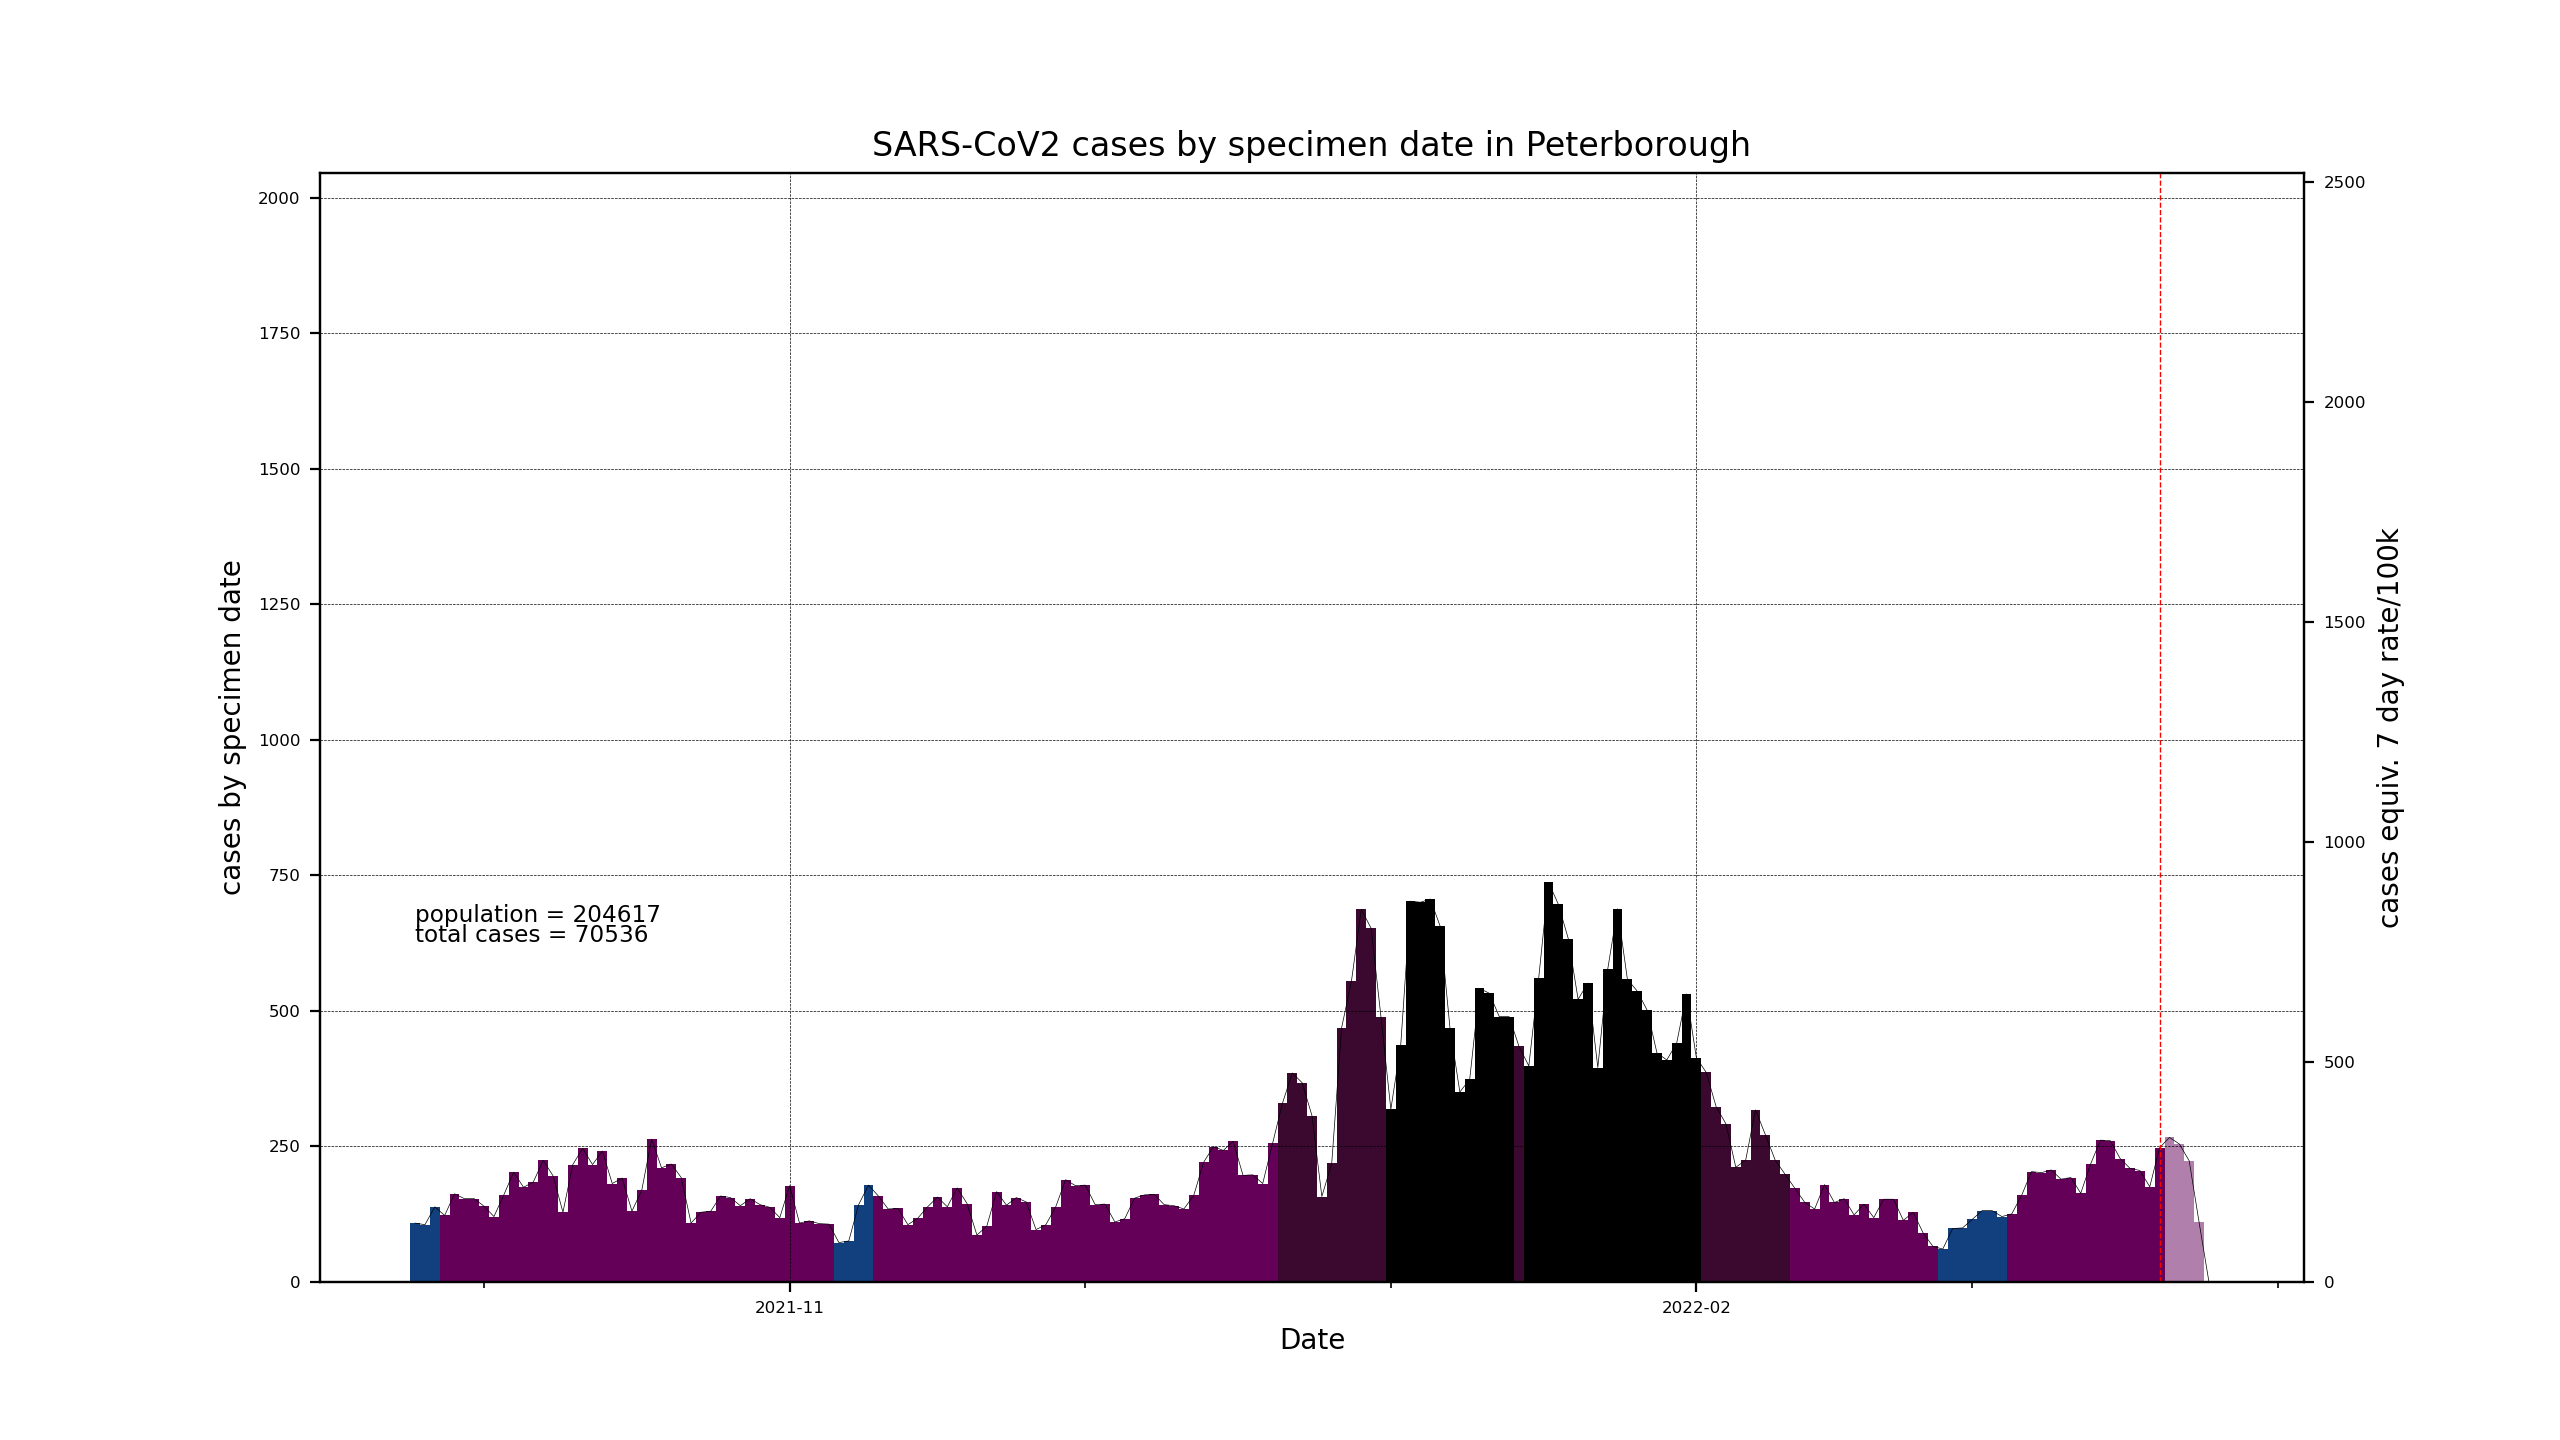 SARS-CoV2 cases by specimen date in Peterborough
cases by specimen date
2000
1750
1500
1250
1000
750
500
250
0
population = 204617
total cases = 70536
2500
2000
1500
1000
500
0
cases equiv. 7 day rate/100k
2021-11
2022-02
Date